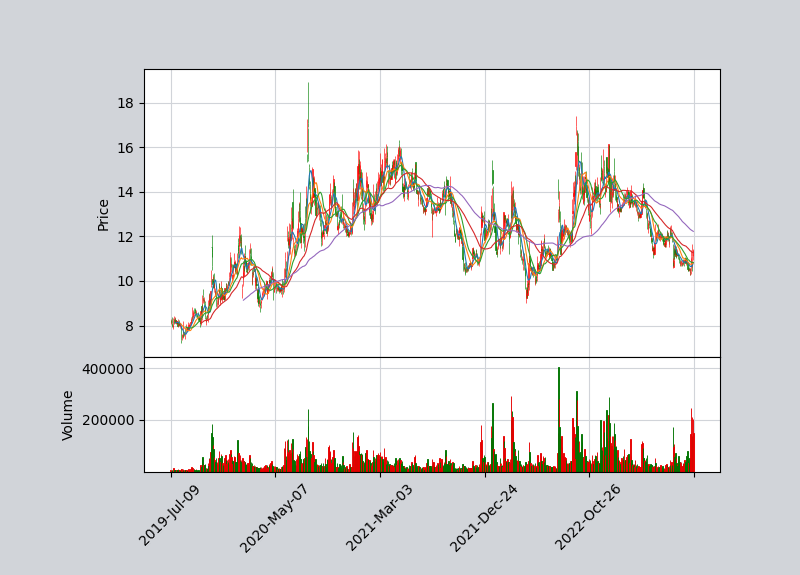 18
16
14
12
10
8
Price
400000
200000
Volume
2019-Jul-09
2020-May-07
2021-Mar-03
2021-Dec-24
2022-Oct-26